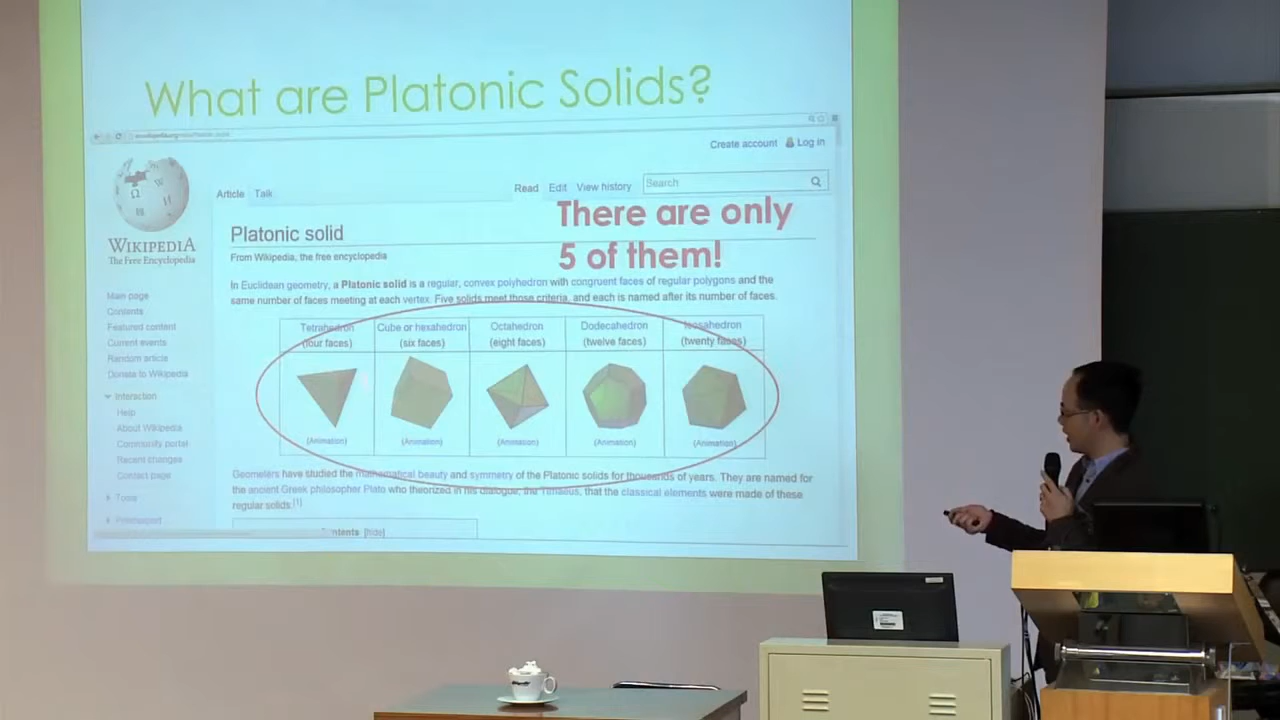 What are Platonic Solids?
Create account Log in
Article Talk
Read Edit View history Search
There are only
5 of them!
WIKIPEDIA
The Free Encyclopedia
Platonic solid
From Wikipedia, the free encyclopedia
In Euclidean geometry, a Platonic solid is a regular, convex polyhedron with congruent faces of regular polygons and the
same number of faces meeting at each vertex. Five solids meet those criteria, and each is named after its number of faces.
Tetrahedron
(four faces)
Cube or hexahedron
(six faces)
Octahedron
(eight faces)
Dodecahedron
(twelve faces)
Icosahedron
(twenty faces)
(Animation)
(Animation)
(Animation)
(Animation)
(Animation)
Geometers have studied the mathematical beauty and symmetry of the Platonic solids for thousands of years. They are named for
the ancient Greek philosopher Plato who theorized in his dialogue, the Timaeus, that the classical elements were made of these
regular solids.[1]
Contents [hide]
Main page
Contents
Featured content
Current events
Random article
Donate to Wikipedia
Interaction
Help
About Wikipedia
Community portal
Recent changes
Contact page